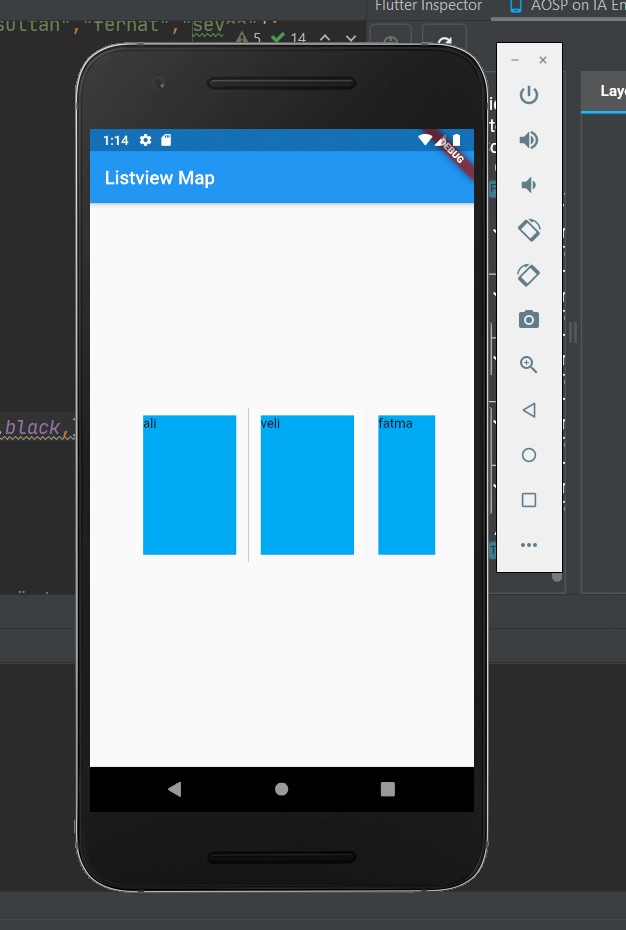 Flutter Inspector
AOSP on IA Em
sultan","ferhat","sevda"
5
14
Laye
1:14
DEBUG
Listview Map
ali
veli
fatma
.black,